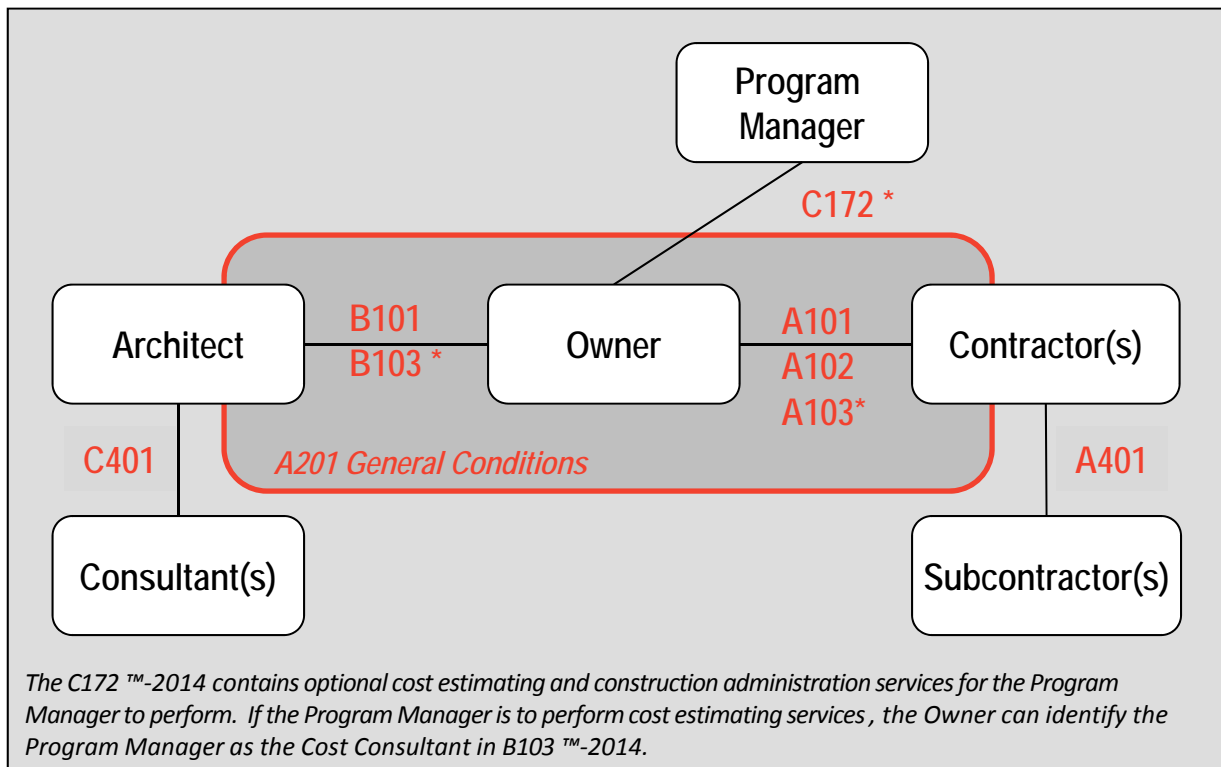 Program
Manager
C172 *
Architect
B101
B103 *
Owner
A101
A102
A103*
Contractor(s)
C401
A201 General Conditions
A401
Consultant(s)
Subcontractor(s)
The C172 ™-2014 contains optional cost estimating and construction administration services for the Program
Manager to perform. If the Program Manager is to perform cost estimating services , the Owner can identify the
Program Manager as the Cost Consultant in B103 ™-2014.